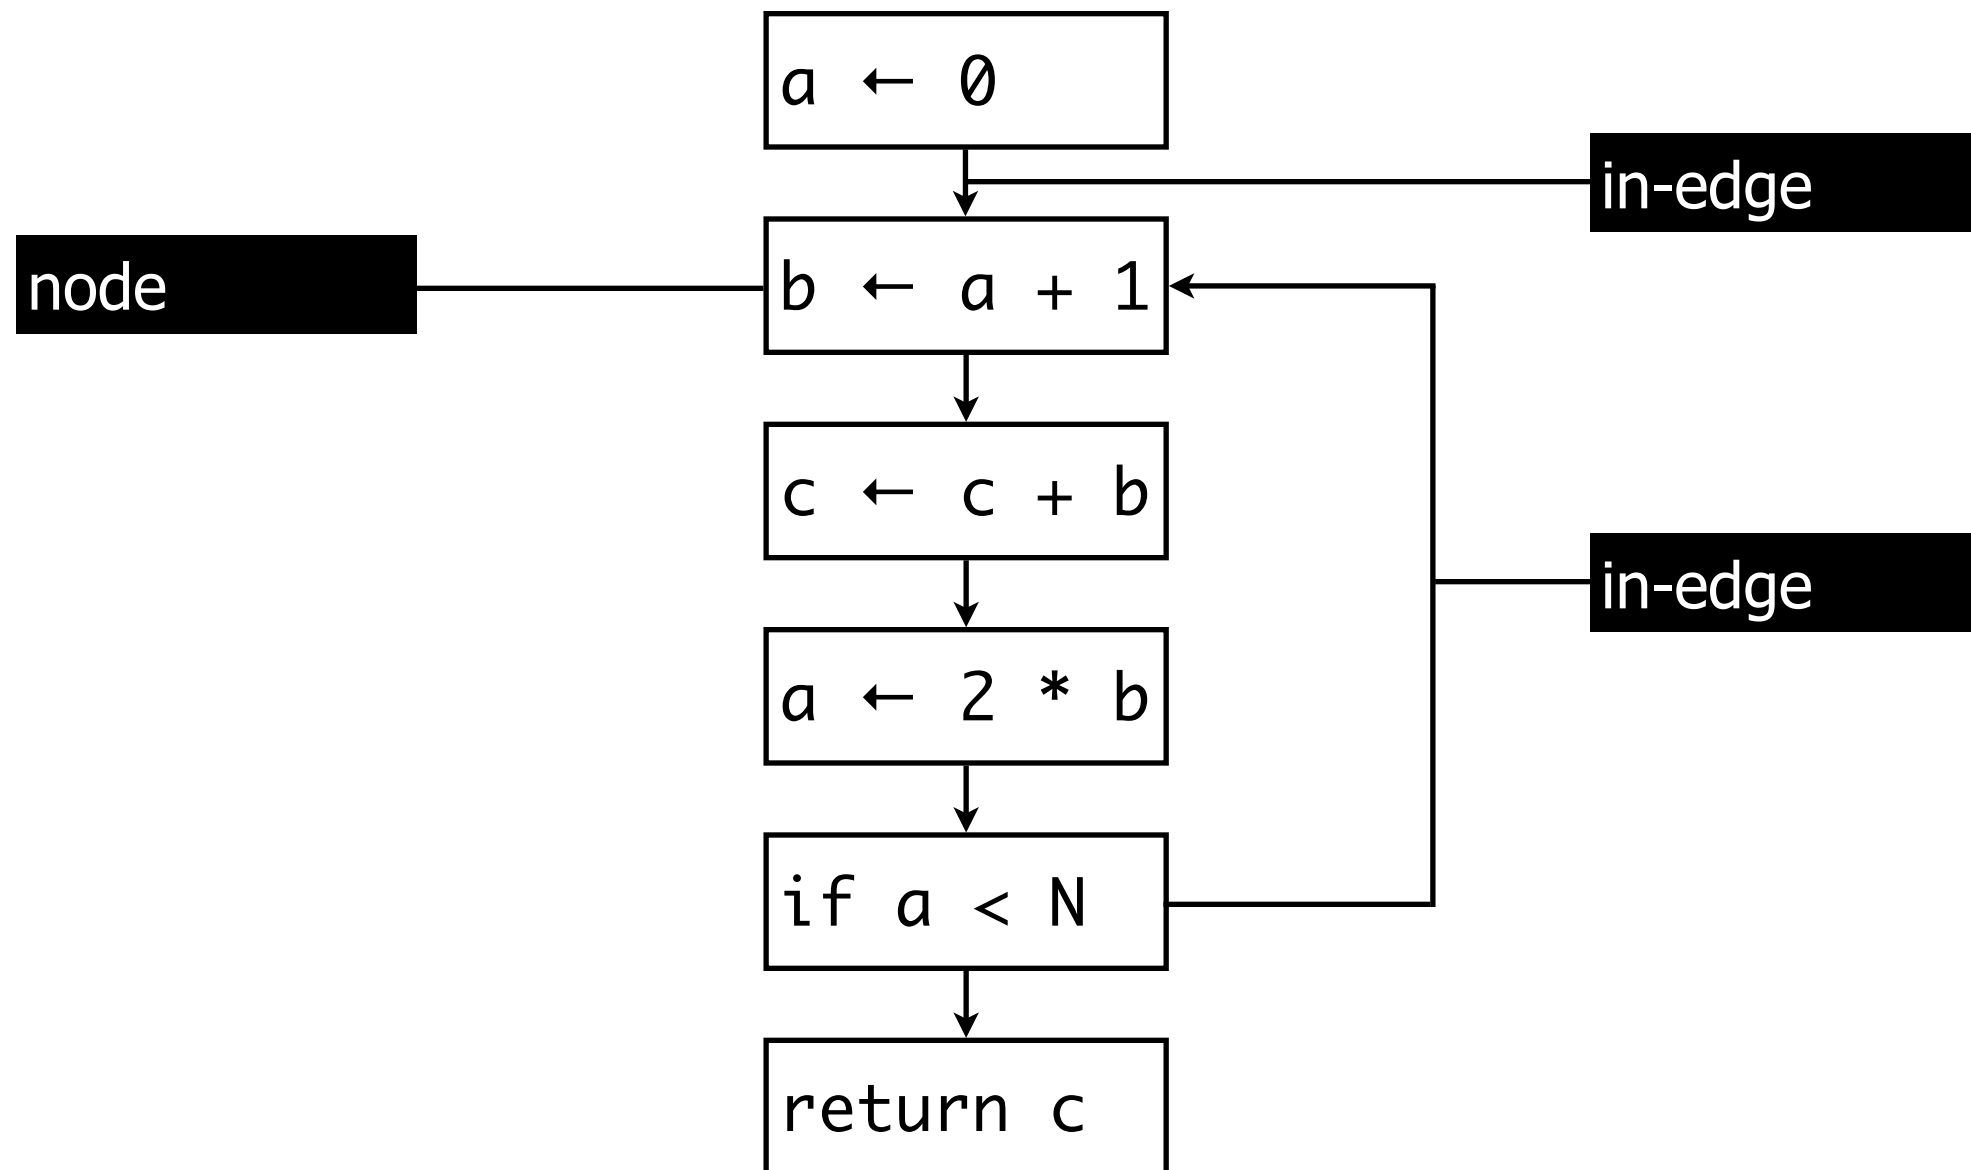 a ← 0
in-edge
node
b ← a + 1
c ← c + b
in-edge
a ← 2 * b
if a < N
return c